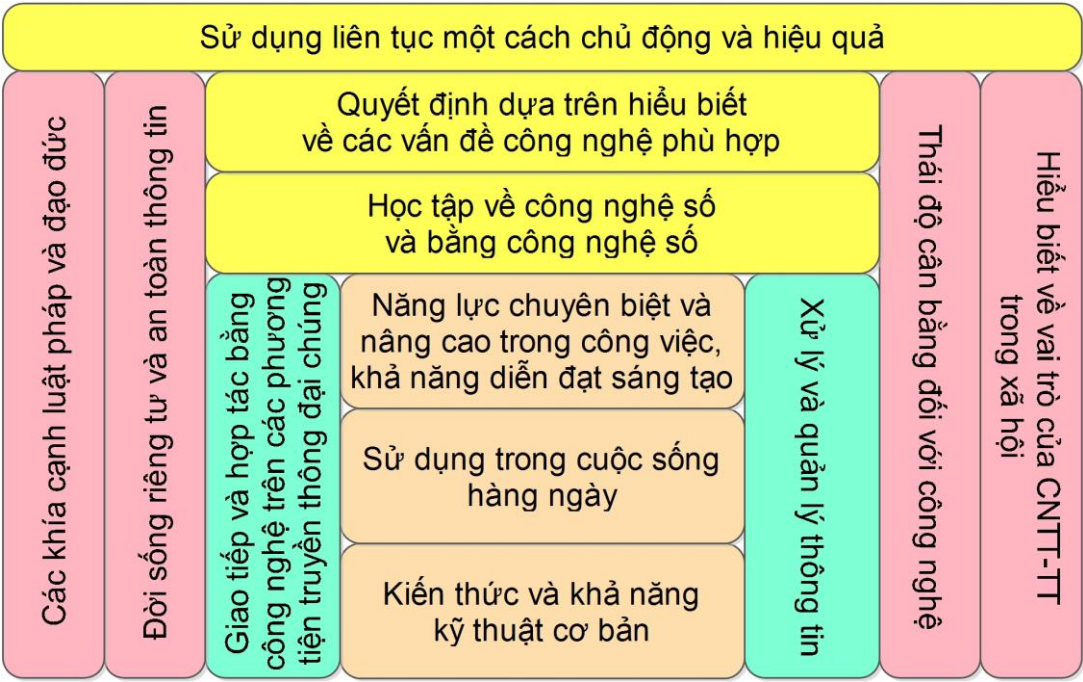 Sử dụng liên tục một cách chủ động và hiệu quả
Các khía cạnh luật pháp và đạo đức
Đời sống riêng tư và an toàn thông tin
Quyết định dựa trên hiểu biết
về các vấn đề công nghệ phù hợp
Học tập về công nghệ số
và bằng công nghệ số
Giao tiếp và hợp tác bằng
công nghệ trên các phương
tiện truyền thông đại chúng
Năng lực chuyên biệt và
nâng cao trong công việc,
khả năng diễn đạt sáng tạo
Sử dụng trong cuộc sống
hàng ngày
Kiến thức và khả năng
kỹ thuật cơ bản
Xử lý và quản lý thông tin
Thái độ cân bằng đối với công nghệ
Hiểu biết về vai trò của CNTT-TT
trong xã hội